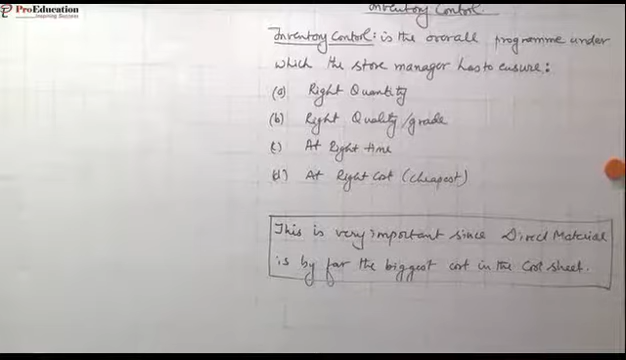 ProEducation
Inspiring Success
Inventory Control
Inventory Control: is the overall programme under
which the store manager has to ensure:
(a) Right Quantity
(b) Right Quality/grade
(c) At Right time
(d) At Right Cost (Cheapest)
This is very important since Direct Material
is by far the biggest cost in the Cost sheet.